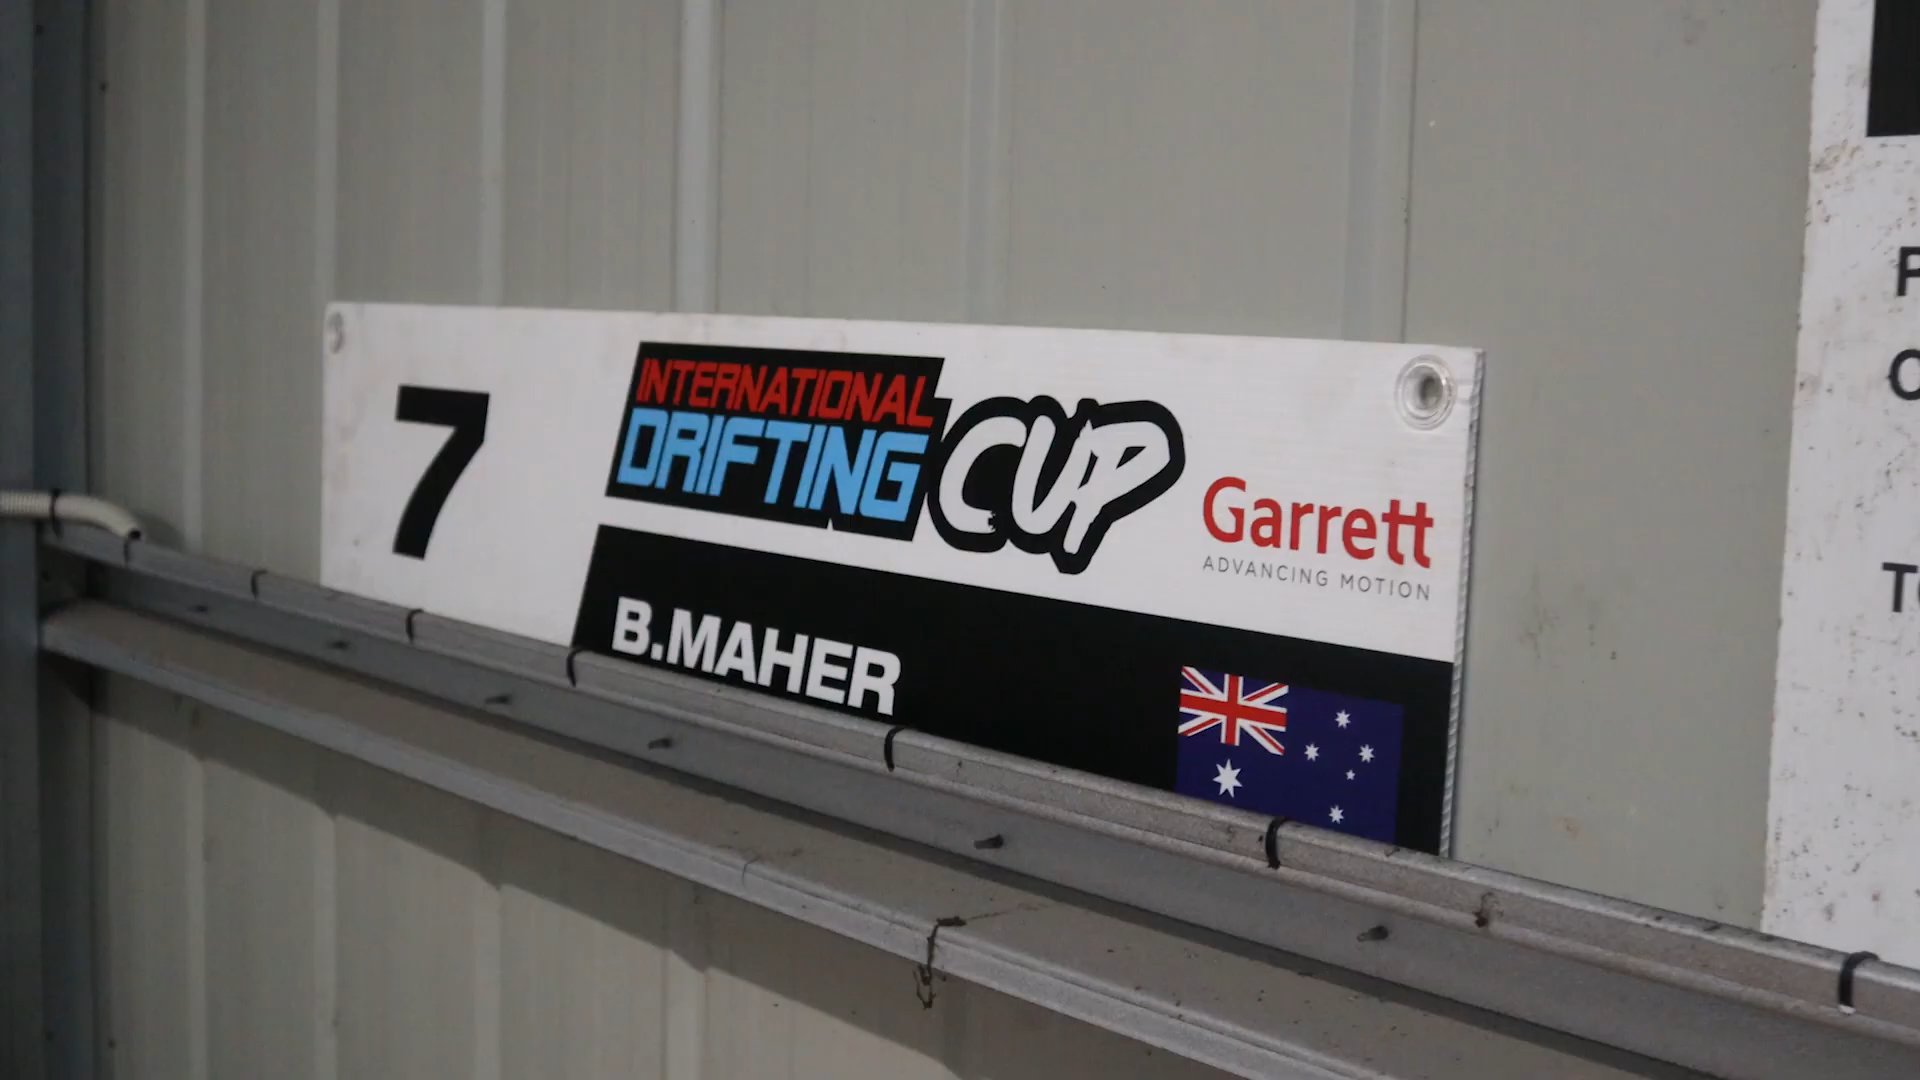 7
INTERNATIONAL
DRIFTING
CUP
Garrett
ADVANCING MOTION
B.MAHER